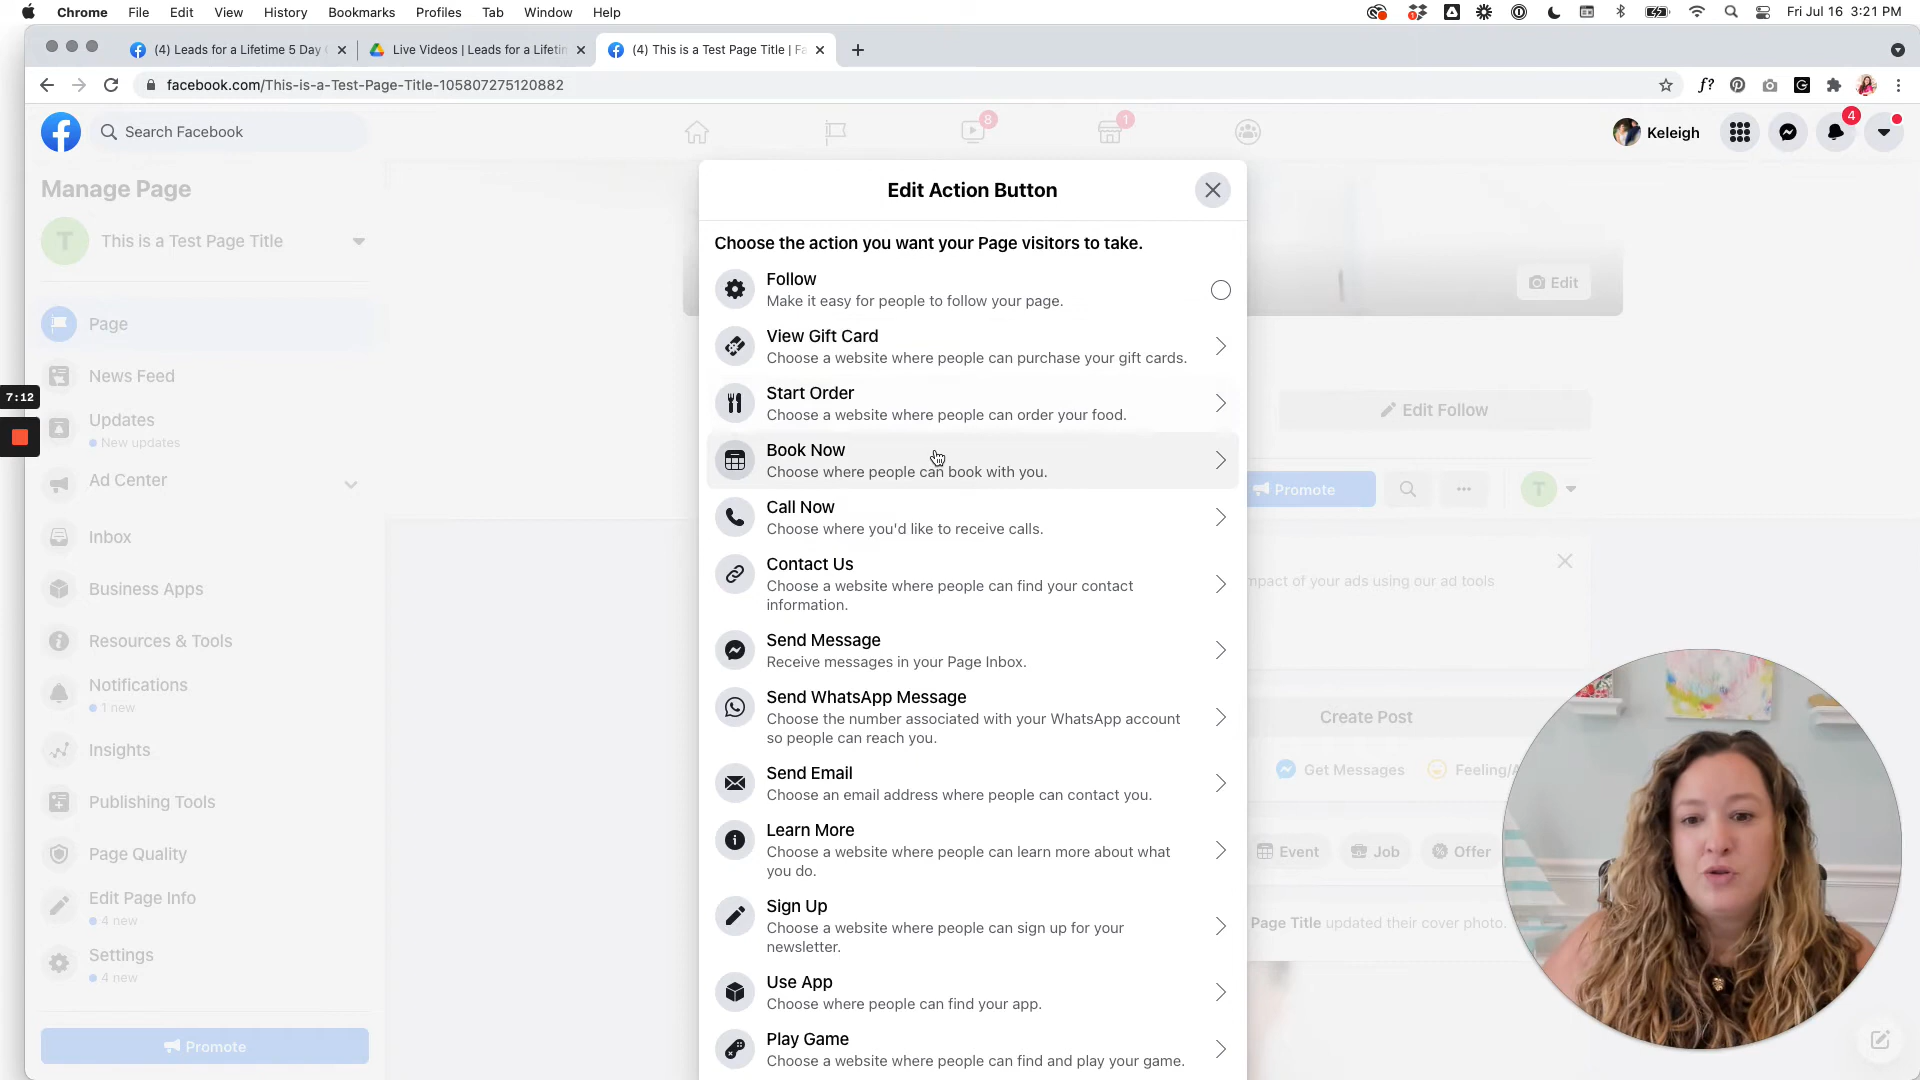 Chrome File Edit View History Bookmarks Profiles Tab Window Help
1
Fri Jul 16 3:21 PM
(4) Leads for a Lifetime 5 Day
Live Videos | Leads for a Lifetim
(4) This is a Test Page Title | Fa
facebook.com/This-is-a-Test-Page-Title-105807275120882
f?
Search Facebook
8
1
Keleigh
4
Manage Page
T
This is a Test Page Title
Page
News Feed
Updates
New updates
Ad Center
Inbox
Business Apps
Resources & Tools
Notifications
1 new
Insights
Publishing Tools
Page Quality
Edit Page Info
4 new
Settings
4 new
Promote
7:12
Edit Action Button
Choose the action you want your Page visitors to take.
Follow
Make it easy for people to follow your page.
View Gift Card
Choose a website where people can purchase your gift cards.
Start Order
Choose a website where people can order your food.
Book Now
Choose where people can book with you.
Call Now
Choose where you'd like to receive calls.
Contact Us
Choose a website where people can find your contact
information.
Send Message
Receive messages in your Page Inbox.
Send WhatsApp Message
Choose the number associated with your WhatsApp account
so people can reach you.
Send Email
Choose an email address where people can contact you.
Learn More
Choose a website where people can learn more about what
you do.
Sign Up
Choose a website where people can sign up for your
newsletter.
Use App
Choose where people can find your app.
Play Game
Choose a website where people can find and play your game.
Edit
Edit Follow
Promote
T
of your ads using our ad tools
Create Post
Get Messages
Feeling/
Event
Job
Offer
Page Title updated their cover photo.